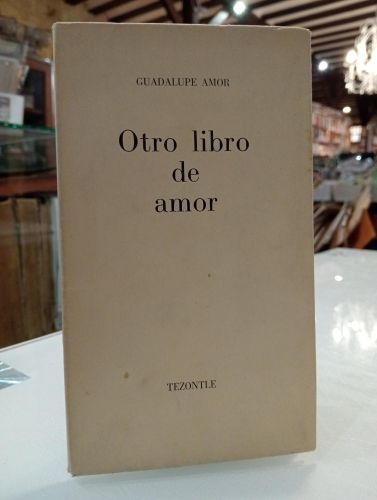 GUADALUPE AMOR
Otro libro
de
amor
TEZONTLE